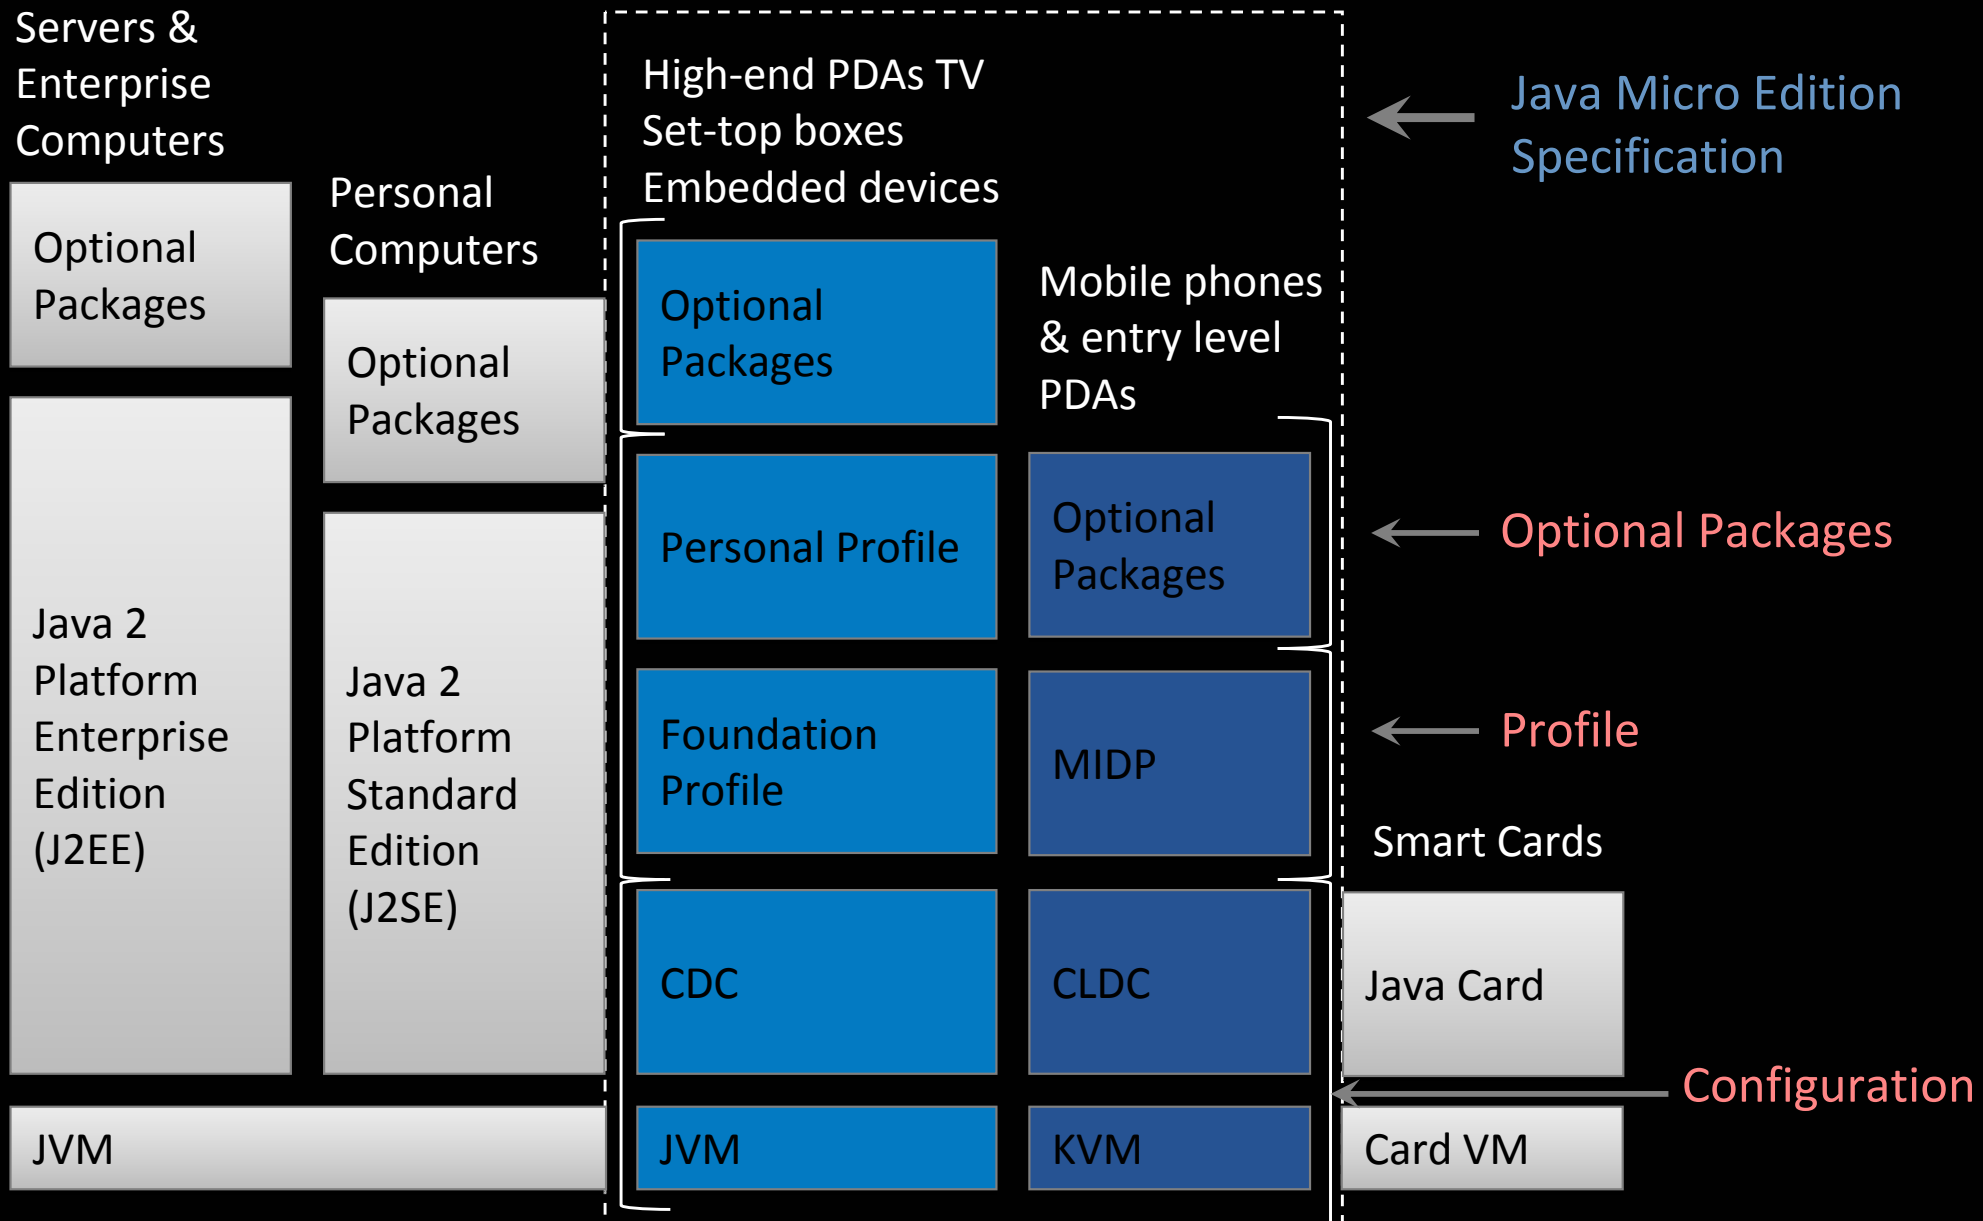 Servers &
Enterprise
Computers
Optional
Packages
Java 2
Platform
Enterprise
Edition
(J2EE)
Personal
Computers
Optional
Packages
Java 2
Platform
Standard
Edition
(J2SE)
JVM
High-end PDAs TV
Set-top boxes
Embedded devices
Optional
Packages
Personal Profile
Foundation
Profile
CDC
JVM
Mobile phones
& entry level
PDAs
Optional
Packages
MIDP
CLDC
KVM
Smart Cards
Java Card
Card VM
Java Micro Edition
Specification
Optional Packages
Profile
Configuration